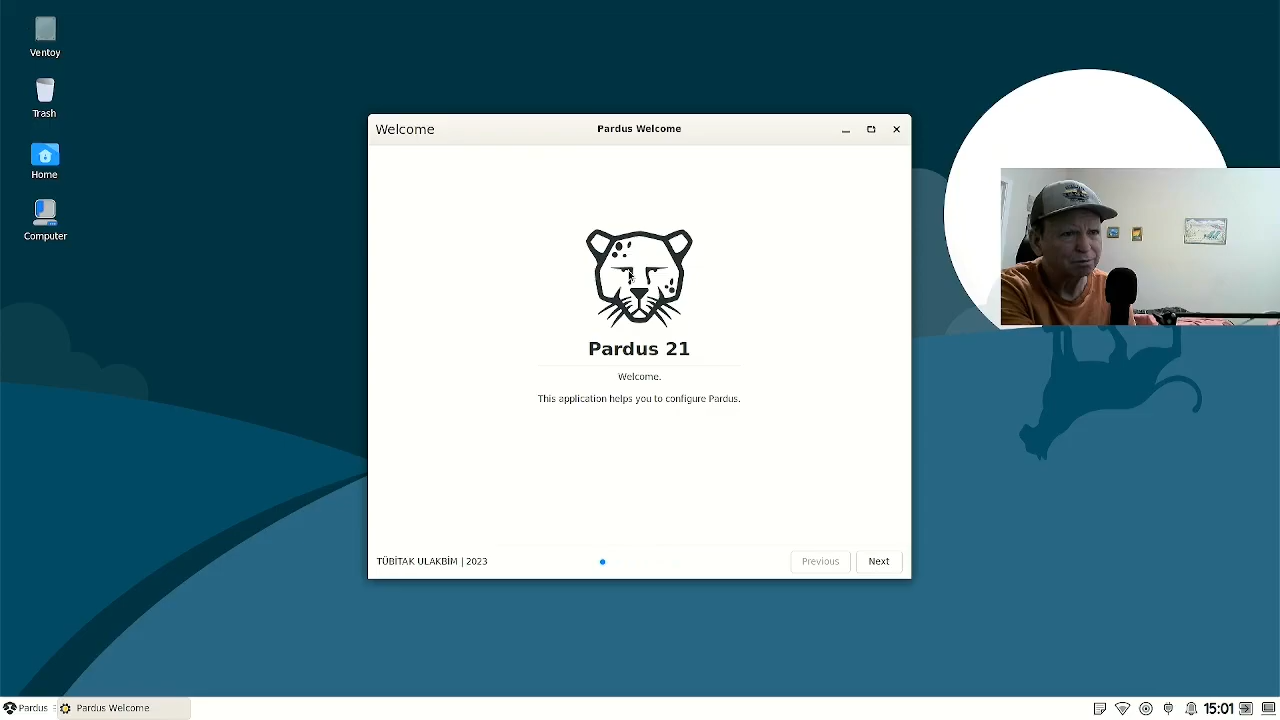 Ventoy
Trash
Home
Computer
Welcome
Pardus Welcome
Pardus 21
Welcome.
This application helps you to configure Pardus.
TÜBİTAK ULAKBİM | 2023
Previous
Next
Pardus
Pardus Welcome
15:01